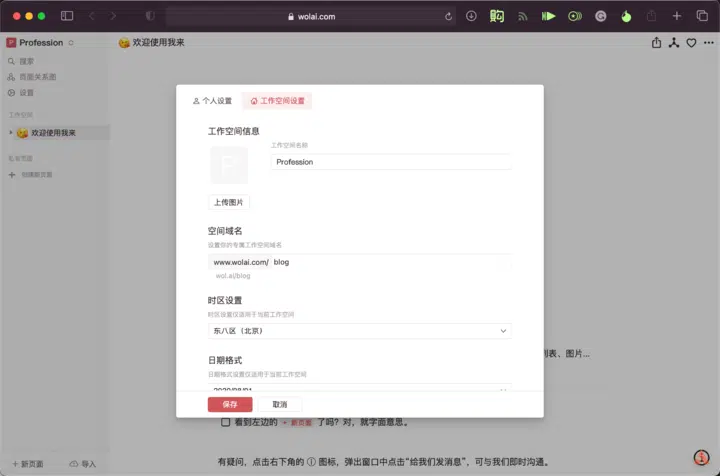 wolai.com
Profession
搜索
页面关系图
设置
工作空间
欢迎使用我来
私有页面
创建新页面
欢迎使用我来
个人设置
工作空间设置
工作空间信息
工作空间名称
Profession
上传图片
空间域名
设置你的专属工作空间域名
www.wolai.com/ blog
wol.ai/blog
时区设置
时区设置仅适用于当前工作空间
东八区（北京）
日期格式
日期格式设置仅适用于当前工作空间
2020/08/01
保存
取消
列表、图片...
看到左边的 + 新页面 了吗？对，就字面意思。
有疑问，点击右下角的 ⓘ 图标，弹出窗口中点击“给我们发消息”，可与我们即时沟通。
+ 新页面
导入